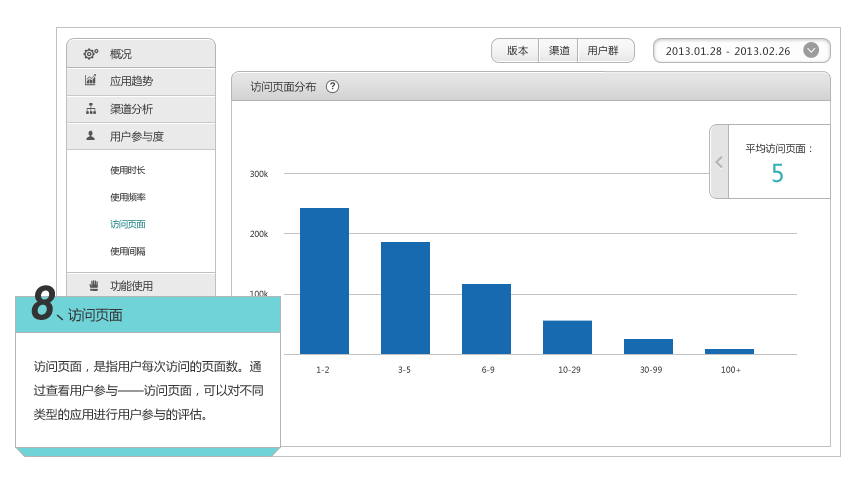 概况
应用趋势
渠道分析
用户参与度
使用时长
使用频率
访问页面
使用间隔
功能使用
版本 渠道 用户群
2013.01.28 - 2013.02.26
访问页面分布 ?
平均访问页面：
5
300k
200k
100k
1-2 3-5 6-9 10-29 30-99 100+
8、访问页面
访问页面，是指用户每次访问的页面数。通
过查看用户参与——访问页面，可以对不同
类型的应用进行用户参与的评估。